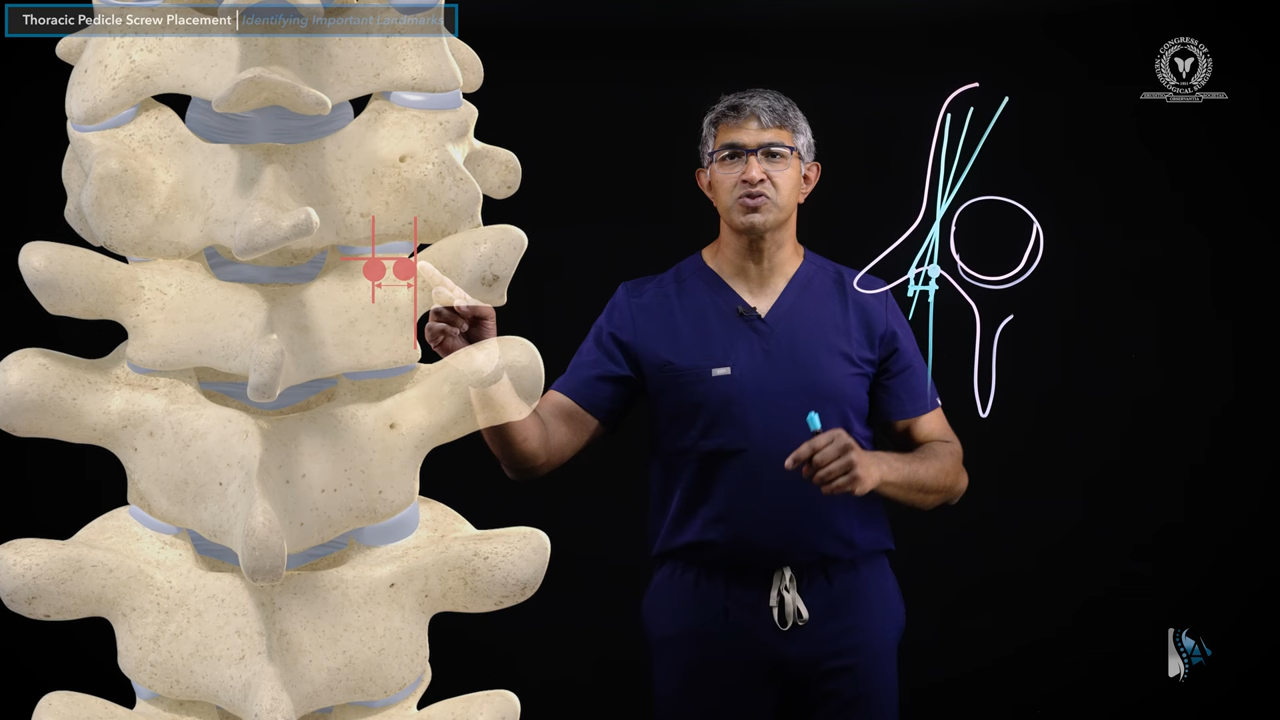 Thoracic Pedicle Screw Placement | Identifying Important Landmarks
CONGRESS OF
NEUROLOGICAL SURGEONS